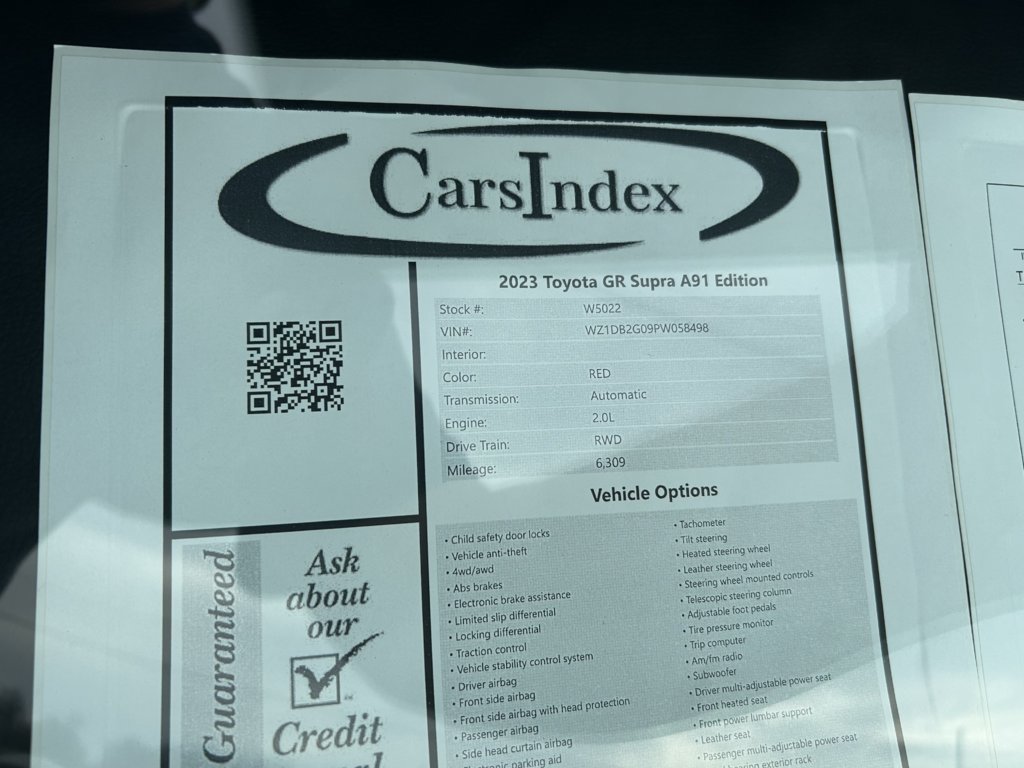 CarsIndex
2023 Toyota GR Supra A91 Edition
Stock #: W5022
VIN#: WZ1DB2G09PW058498
Interior:
Color: RED
Transmission: Automatic
Engine: 2.0L
Drive Train: RWD
Mileage: 6,309
Vehicle Options
• Child safety door locks
• Vehicle anti-theft
• 4wd/awd
• Abs brakes
• Electronic brake assistance
• Limited slip differential
• Locking differential
• Traction control
• Vehicle stability control system
• Driver airbag
• Front side airbag
• Front side airbag with head protection
• Passenger airbag
• Side head curtain airbag
parking aid
• Tachometer
• Tilt steering
• Heated steering wheel
• Leather steering wheel
• Steering wheel mounted controls
• Telescopic steering column
• Adjustable foot pedals
• Tire pressure monitor
• Trip computer
• Am/fm radio
• Subwoofer
• Driver multi-adjustable power seat
• Front heated seat
• Front power lumbar support
• Leather seat
• Passenger multi-adjustable power seat
exterior rack
Guaranteed
Ask
about
our
Credit